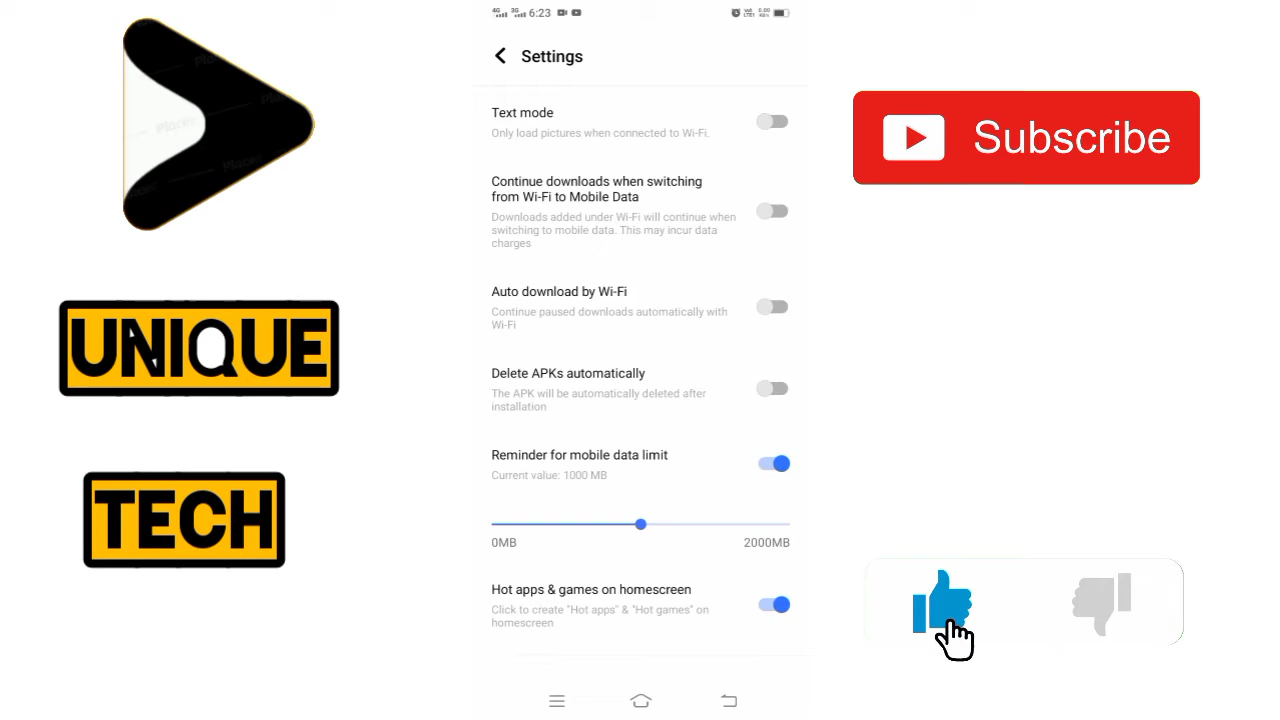 6:23
Settings
Text mode
Only load pictures when connected to Wi-Fi.
Continue downloads when switching
from Wi-Fi to Mobile Data
Downloads added under Wi-Fi will continue when
switching to mobile data. This may incur data
charges
Auto download by Wi-Fi
Continue paused downloads automatically with
Wi-Fi
Delete APKs automatically
The APK will be automatically deleted after
installation
Reminder for mobile data limit
Current value: 1000 MB
0MB 2000MB
Hot apps & games on homescreen
Click to create "Hot apps" & "Hot games" on
homescreen
UNIQUE
TECH
Subscribe